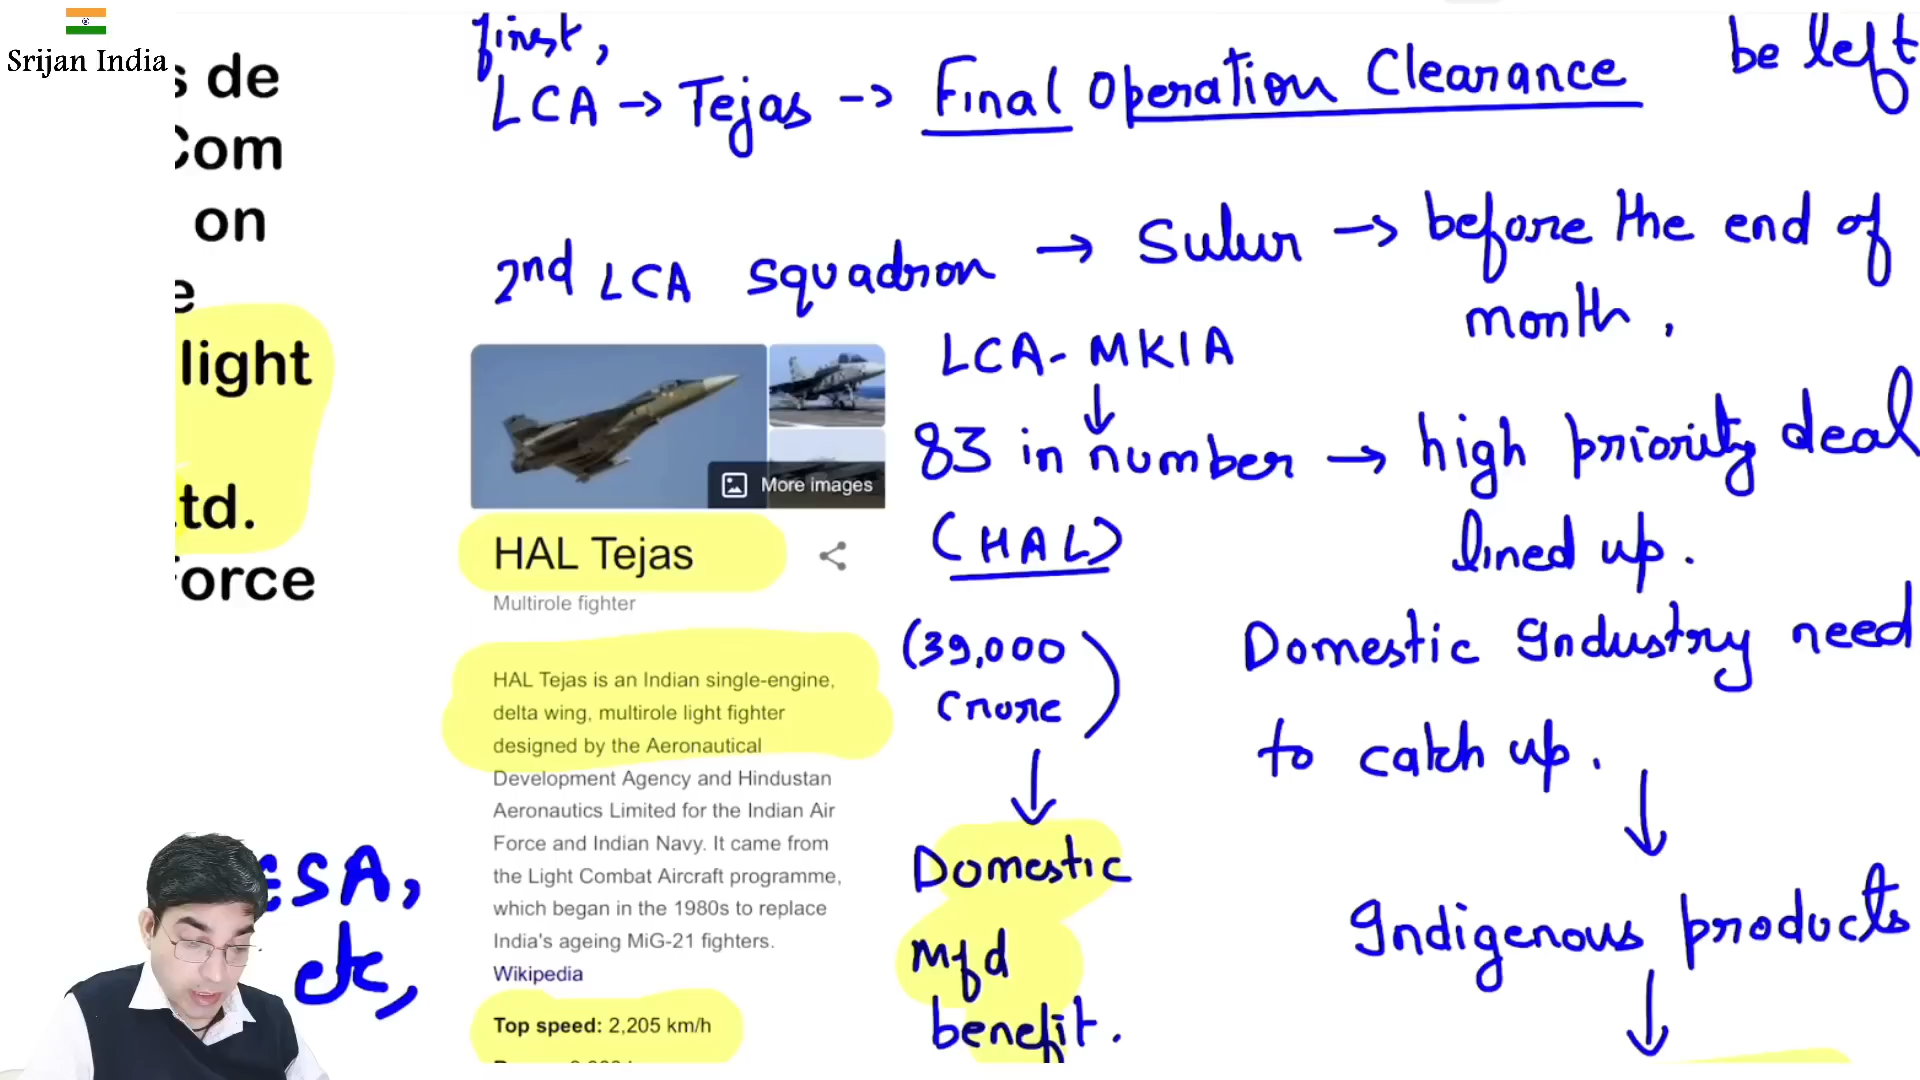 Srijan India
s de
Com
on
e
light
td.
orce
ESA,
etc,
first,
LCA → Tejas → Final Operation Clearance
be left
2nd LCA squadron → Sulur → before the end of
month.
LCA-MK1A
↓
83 in number → high priority deal
lined up.
(HAL)
(39,000
Crore)
↓
Domestic
Mfd
benefit.
Domestic Industry need
to catch up.
↓
Indigenous products
↓
More images
HAL Tejas
Multirole fighter
HAL Tejas is an Indian single-engine,
delta wing, multirole light fighter
designed by the Aeronautical
Development Agency and Hindustan
Aeronautics Limited for the Indian Air
Force and Indian Navy. It came from
the Light Combat Aircraft programme,
which began in the 1980s to replace
India's ageing MiG-21 fighters.
Wikipedia
Top speed: 2,205 km/h